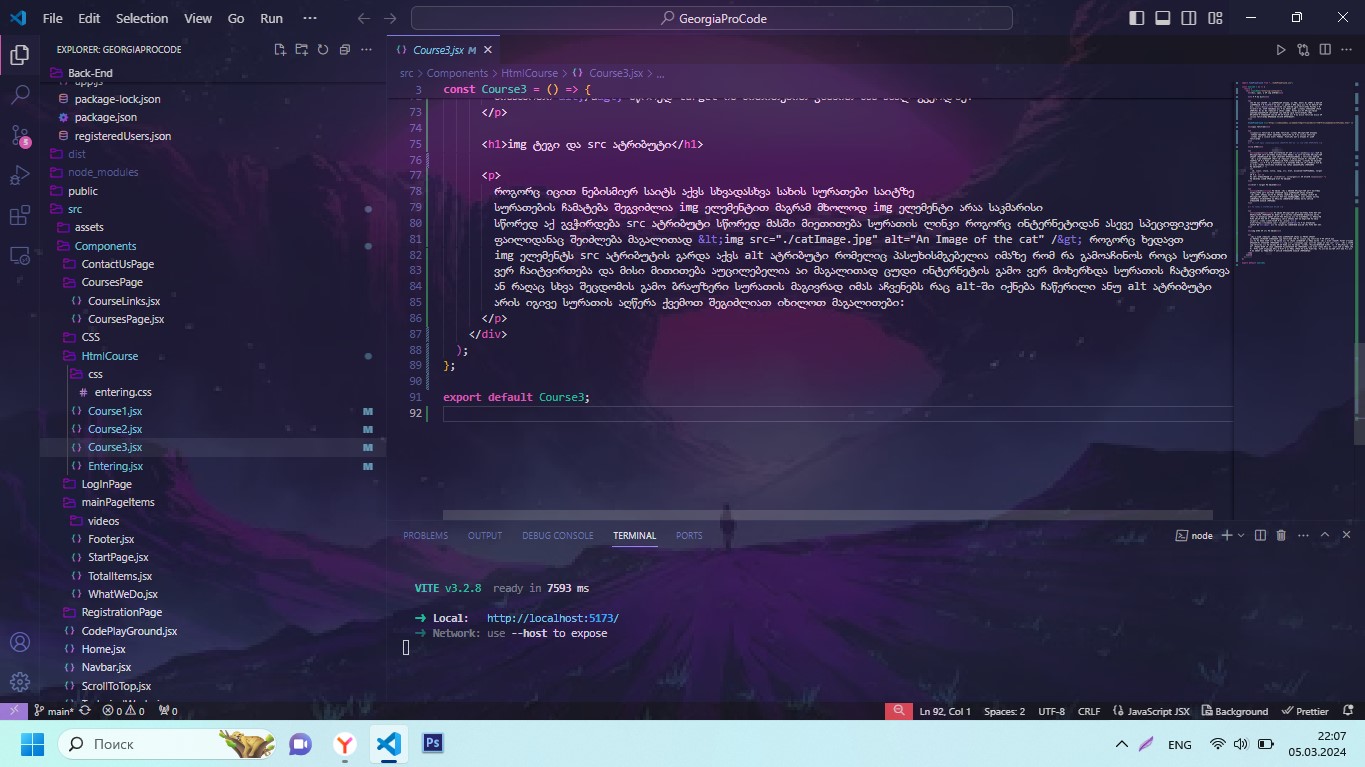 File Edit Selection View Go Run ···
GeorgiaProCode
EXPLORER: GEORGIAPROCODE
Back-End
app.js
package-lock.json
package.json
registeredUsers.json
dist
node_modules
public
src
assets
Components
ContactUsPage
CoursesPage
CourseLinks.jsx
CoursesPage.jsx
CSS
HtmlCourse
css
entering.css
Course1.jsx M
Course2.jsx M
Course3.jsx M
Entering.jsx M
LogInPage
mainPageItems
videos
Footer.jsx
StartPage.jsx
TotalItems.jsx
WhatWeDo.jsx
RegistrationPage
CodePlayGround.jsx
Home.jsx
Navbar.jsx
ScrollToTop.jsx
3
Course3.jsx M
src > Components > HtmlCourse > Course3.jsx > ...
3 const Course3 = () => {
73 </p>
74
75 <h1>img ტეგი და src ატრიბუტი</h1>
76
77 <p>
78 როგორც იცით ნებისმიერ საიტს აქვს სხვადასხვა სახის სურათები საიტზე
79 სურათების ჩამატება შეგვიძლია img ელემენტით მაგრამ მხოლოდ img ელემენტი არაა საკმარისი
80 სწორედ აქ გვჭირდება src ატრიბუტი სწორედ მასში მიეთითება სურათის ლინკი როგორც ინტერნეტიდან ასევე სპეციფიკური
81 ფაილიდანაც შეიძლება მაგალითად &lt;img src="./catImage.jpg" alt="An Image of the cat" /&gt; როგორც ხედავთ
82 img ელემენტს src ატრიბუტის გარდა აქვს alt ატრიბუტი რომელიც პასუხისმგებელია იმაზე რომ რა გამოაჩინოს როცა სურათი
83 ვერ ჩაიტვირთება და მისი მითითება აუცილებელია აი მაგალითად ცუდი ინტერნეტის გამო ვერ მოხერხდა სურათის ჩატვირთვა
84 ან რაღაც სხვა შეცდომის გამო ბრაუზერი სურათის მაგივრად იმას აჩვენებს რაც alt-ში იქნება ჩაწერილი ანუ alt ატრიბუტი
85 არის იგივე სურათის აღწერა ქვემოთ შეგიძლიათ იხილოთ მაგალითები:
86 </p>
87 </div>
88 );
89 };
90
91 export default Course3;
92
PROBLEMS OUTPUT DEBUG CONSOLE TERMINAL PORTS
node
VITE v3.2.8 ready in 7593 ms
➜ Local: http://localhost:5173/
➜ Network: use --host to expose
main* 0 0 0
Ln 92, Col 1 Spaces: 2 UTF-8 CRLF JavaScript JSX Background Prettier
Поиск
Ps
ENG
22:07
05.03.2024